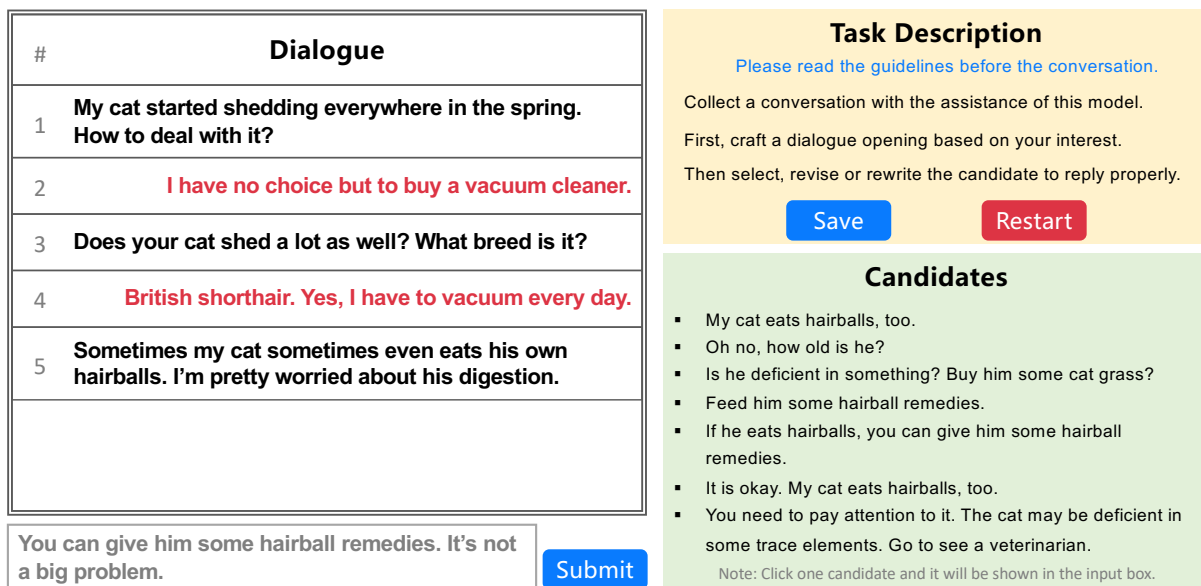 # Dialogue
1 My cat started shedding everywhere in the spring.
How to deal with it?
2 I have no choice but to buy a vacuum cleaner.
3 Does your cat shed a lot as well? What breed is it?
4 British shorthair. Yes, I have to vacuum every day.
5 Sometimes my cat sometimes even eats his own
hairballs. I’m pretty worried about his digestion.
You can give him some hairball remedies. It’s not
a big problem.
Submit
Task Description
Please read the guidelines before the conversation.
Collect a conversation with the assistance of this model.
First, craft a dialogue opening based on your interest.
Then select, revise or rewrite the candidate to reply properly.
Save Restart
Candidates
▪ My cat eats hairballs, too.
▪ Oh no, how old is he?
▪ Is he deficient in something? Buy him some cat grass?
▪ Feed him some hairball remedies.
▪ If he eats hairballs, you can give him some hairball
remedies.
▪ It is okay. My cat eats hairballs, too.
▪ You need to pay attention to it. The cat may be deficient in
some trace elements. Go to see a veterinarian.
Note: Click one candidate and it will be shown in the input box.